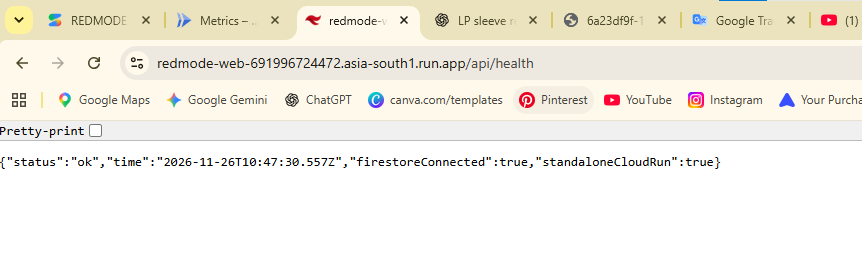 REDMODE
Metrics –
redmode-w
LP sleeve r
6a23df9f-1
Google Tra
(1)
redmode-web-691996724472.asia-south1.run.app/api/health
Google Maps
Google Gemini
ChatGPT
canva.com/templates
Pinterest
YouTube
Instagram
Your Purcha
Pretty-print
{"status":"ok","time":"2026-11-26T10:47:30.557Z","firestoreConnected":true,"standaloneCloudRun":true}